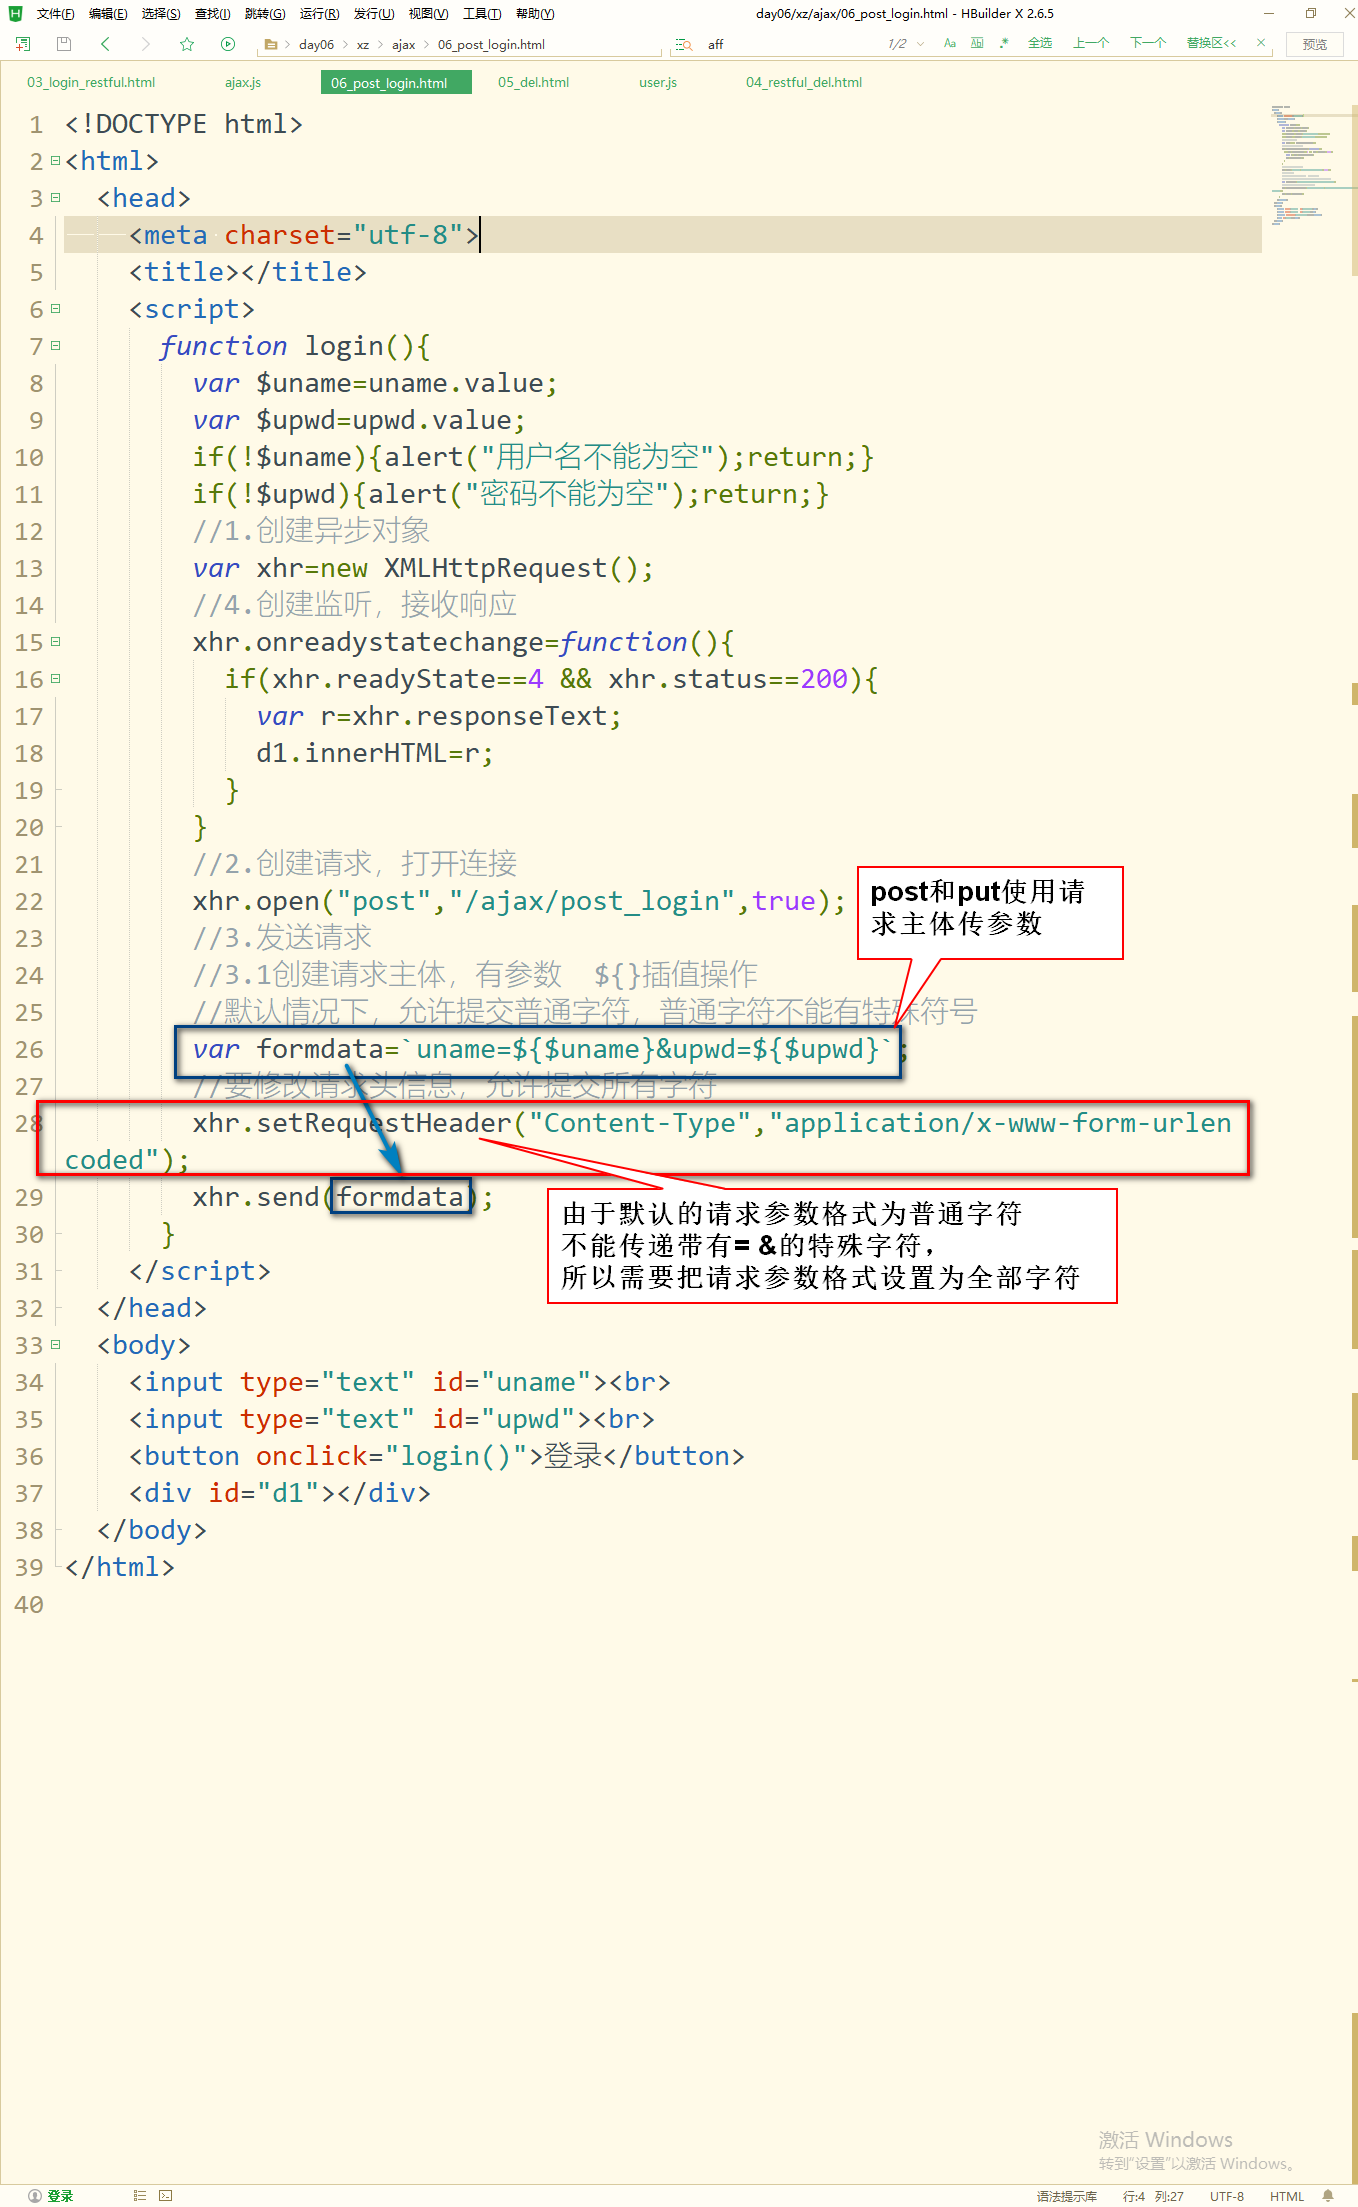 文件(F) 编辑(E) 选择(S) 查找(I) 跳转(G) 运行(R) 发行(U) 视图(V) 工具(T) 帮助(Y) day06/xz/ajax/06_post_login.html - HBuilder X 2.6.5
day06 xz ajax 06_post_login.html aff 1/2 Aa 全选 上一个 下一个 替换区<< 预览
03_login_restful.html ajax.js 06_post_login.html 05_del.html user.js 04_restful_del.html
1 <!DOCTYPE html>
2 <html>
3 <head>
4 <meta charset="utf-8">
5 <title></title>
6 <script>
7 function login(){
8 var $uname=uname.value;
9 var $upwd=upwd.value;
10 if(!$uname){alert("用户名不能为空");return;}
11 if(!$upwd){alert("密码不能为空");return;}
12 //1.创建异步对象
13 var xhr=new XMLHttpRequest();
14 //4.创建监听，接收响应
15 xhr.onreadystatechange=function(){
16 if(xhr.readyState==4 && xhr.status==200){
17 var r=xhr.responseText;
18 d1.innerHTML=r;
19 }
20 }
21 //2.创建请求，打开连接
22 xhr.open("post","/ajax/post_login",true);
post和put使用请
求主体传参数
23 //3.发送请求
24 //3.1创建请求主体，有参数 ${}插值操作
25 //默认情况下，允许提交普通字符，普通字符不能有特殊符号
26 var formdata=`uname=${$uname}&upwd=${$upwd}`;
27 //要修改请求头信息，允许提交所有字符
28 xhr.setRequestHeader("Content-Type","application/x-www-form-urlen
coded");
29 xhr.send(formdata);
由于默认的请求参数格式为普通字符
不能传递带有= &的特殊字符，
所以需要把请求参数格式设置为全部字符
30 }
31 </script>
32 </head>
33 <body>
34 <input type="text" id="uname"><br>
35 <input type="text" id="upwd"><br>
36 <button onclick="login()">登录</button>
37 <div id="d1"></div>
38 </body>
39 </html>
40
激活 Windows
转到“设置”以激活 Windows。
登录 语法提示库 行:4 列:27 UTF-8 HTML